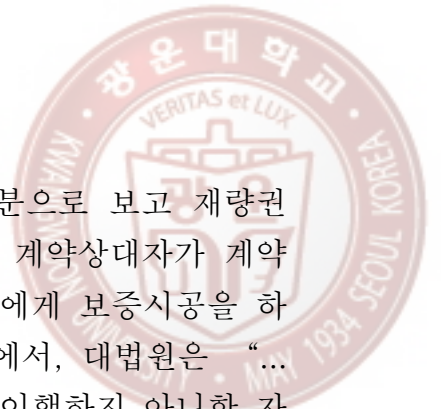 광운대학교
VERITAS et LUX
KWANGWOON UNIVERSITY • MAY 1934 SEOUL KOREA
분으로 보고 재량권
계약상대자가 계약
에게 보증시공을 하
에서, 대법원은 “...
이행하지 아니한 자